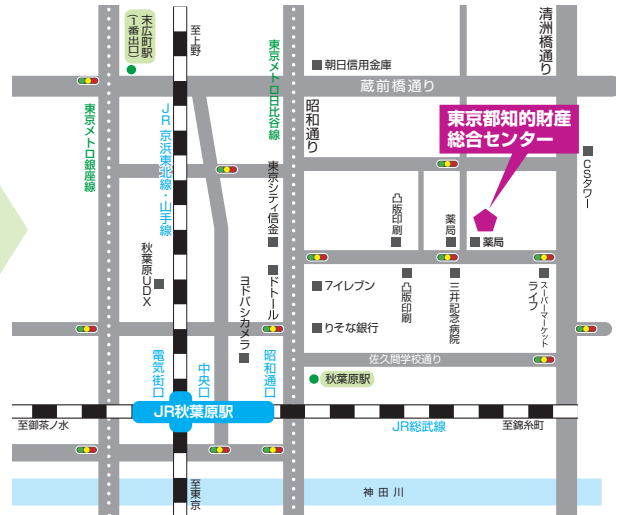 末広町駅
(1番出口)
至上野
東京メトロ日比谷線
朝日信用金庫
清洲橋通り
蔵前橋通り
東京メトロ銀座線
JR京浜東北線・山手線
昭和通り
東京都知的財産
総合センター
CSタワー
東京シティ信金
凸版印刷
薬局
薬局
秋葉原UDX
ヨドバシカメラ
ドトール
7イレブン
凸版印刷
三井記念病院
スーパーマーケット
ライフ
りそな銀行
電気街口
中央口
昭和通口
佐久間学校通り
秋葉原駅
JR秋葉原駅
至御茶ノ水
JR総武線
至錦糸町
至東京
神田川